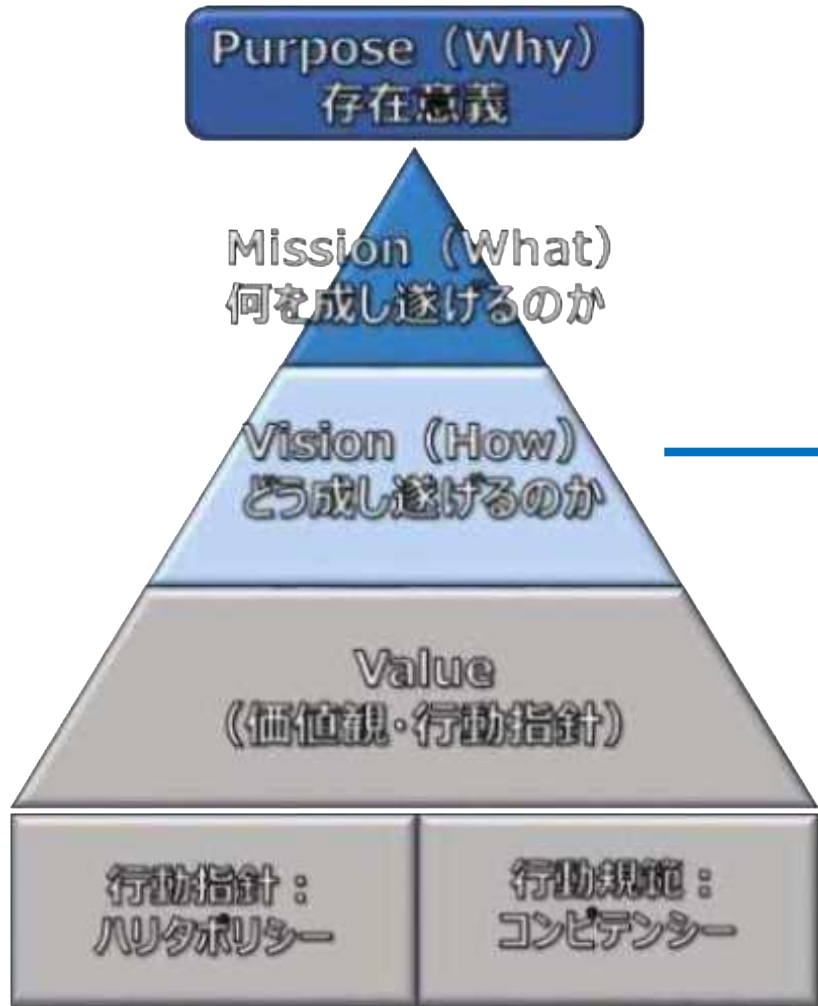 Purpose（Why）
存在意義
Mission（What）
何を成し遂げるのか
Vision（How）
どう成し遂げるのか
Value
（価値観・行動指針）
行動指針：
ハリタポリシー
行動規範：
コンピテンシー